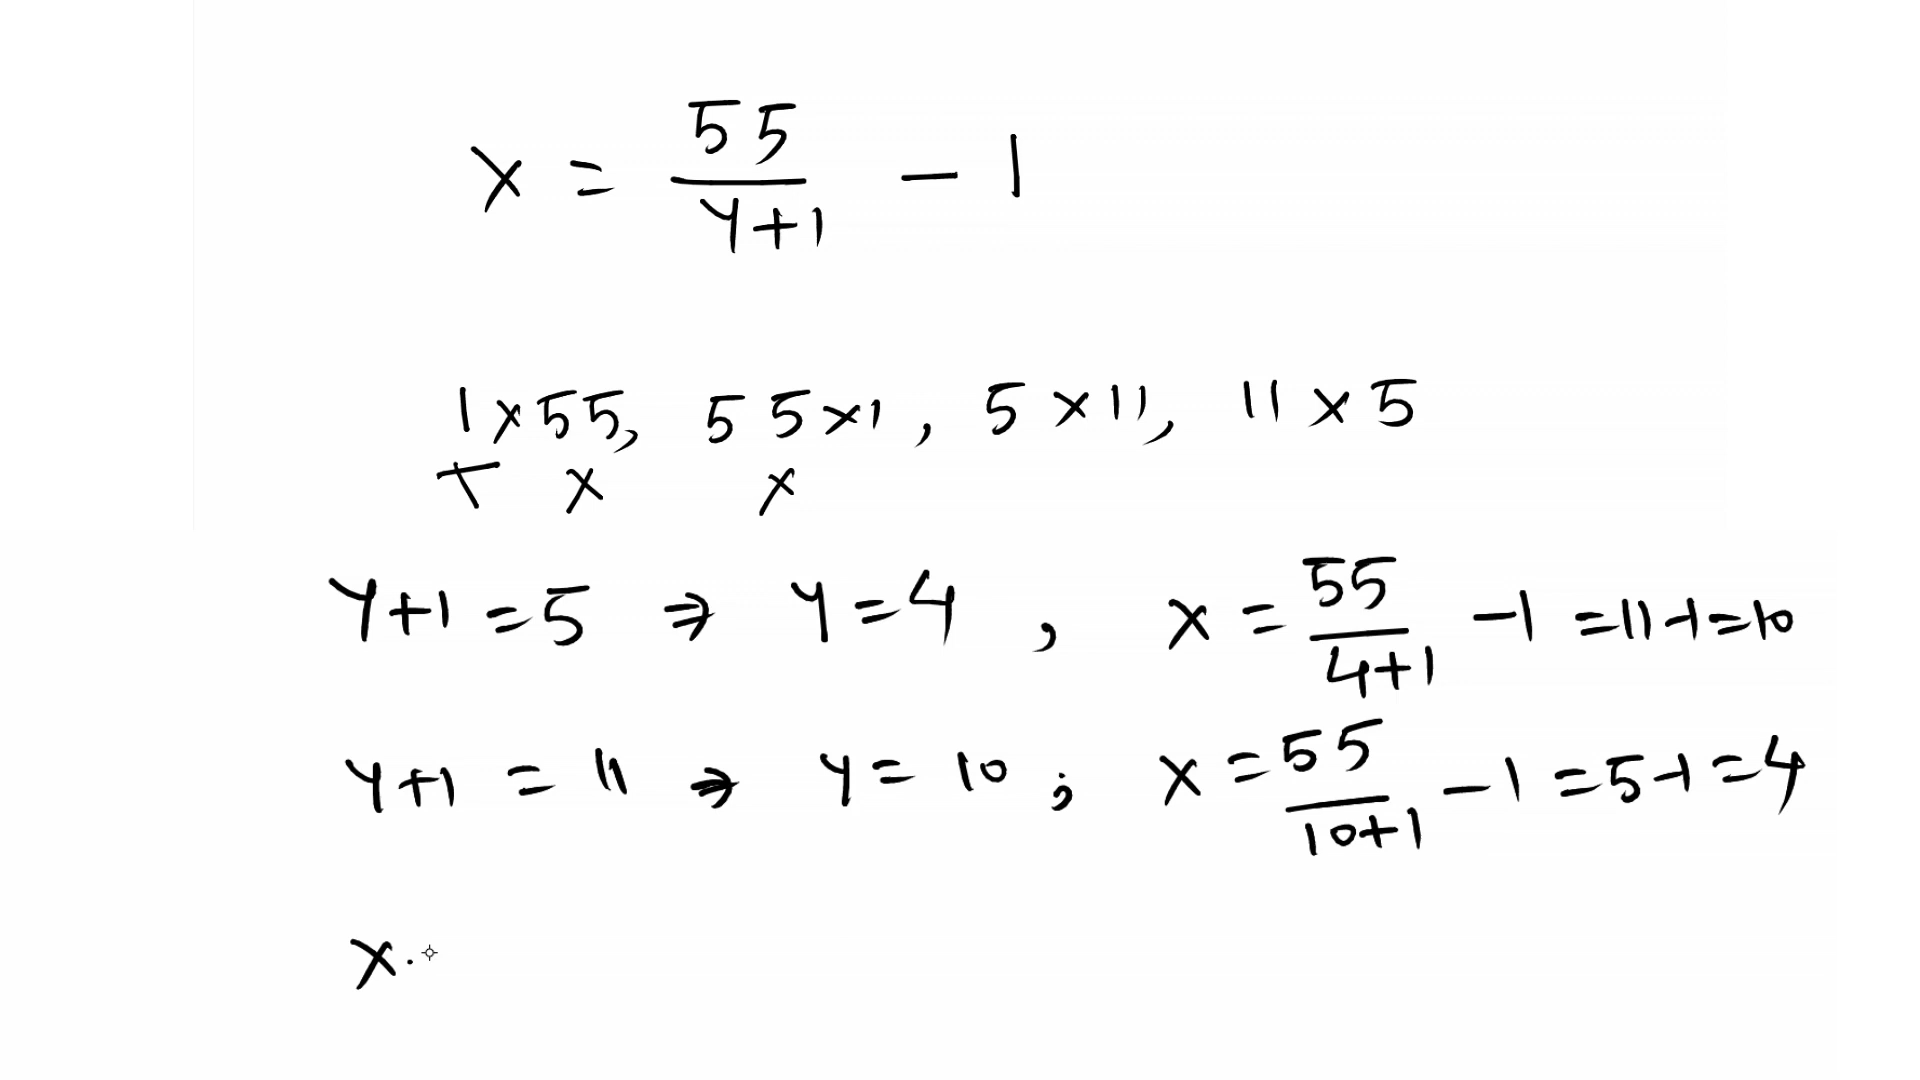 x = 55/y+1 - 1
1 x 55, 55 x 1, 5 x 11, 11 x 5
x x
y+1 = 5 ⇒ y = 4 , x = 55/4+1 - 1 = 11-1 = 10
y+1 = 11 ⇒ y = 10 ; x = 55/10+1 - 1 = 5-1 = 4
x .